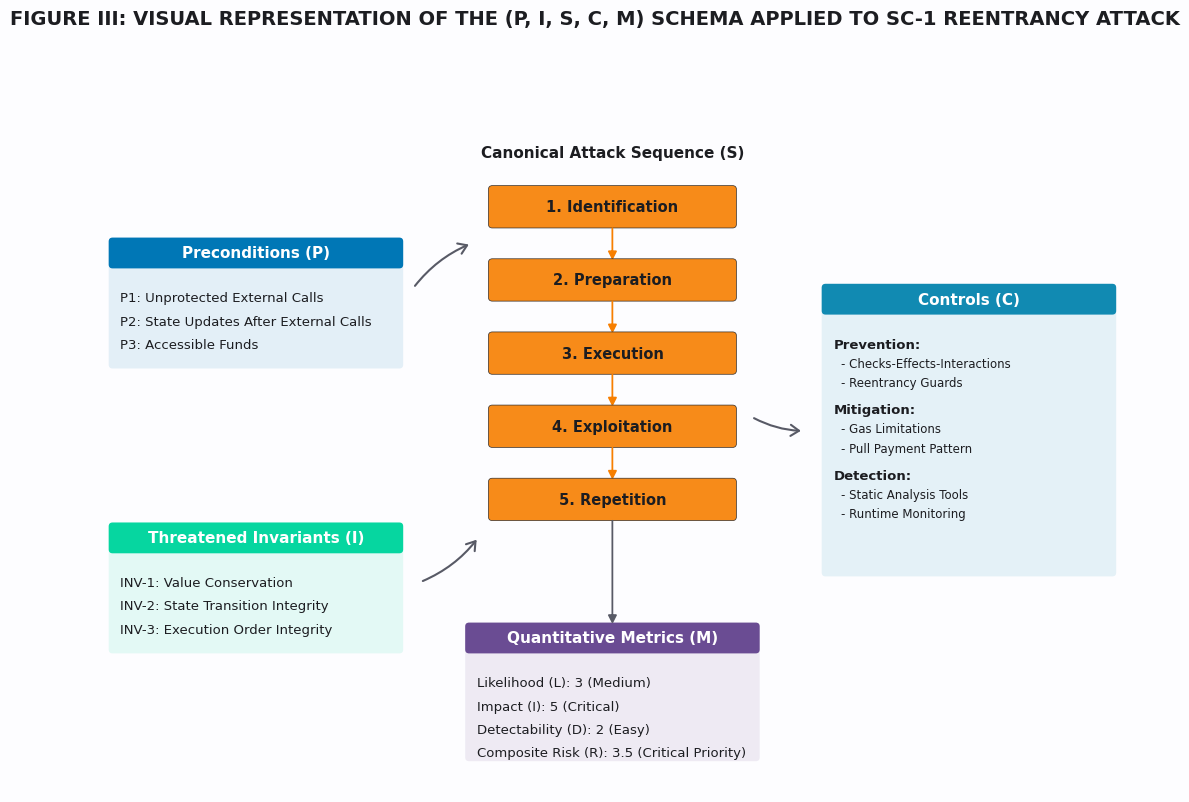 FIGURE III: VISUAL REPRESENTATION OF THE (P, I, S, C, M) SCHEMA APPLIED TO SC-1 REENTRANCY ATTACK
Canonical Attack Sequence (S)
1. Identification
2. Preparation
3. Execution
4. Exploitation
5. Repetition
Preconditions (P)
P1: Unprotected External Calls
P2: State Updates After External Calls
P3: Accessible Funds
Threatened Invariants (I)
INV-1: Value Conservation
INV-2: State Transition Integrity
INV-3: Execution Order Integrity
Controls (C)
Prevention:
- Checks-Effects-Interactions
- Reentrancy Guards
Mitigation:
- Gas Limitations
- Pull Payment Pattern
Detection:
- Static Analysis Tools
- Runtime Monitoring
Quantitative Metrics (M)
Likelihood (L): 3 (Medium)
Impact (I): 5 (Critical)
Detectability (D): 2 (Easy)
Composite Risk (R): 3.5 (Critical Priority)